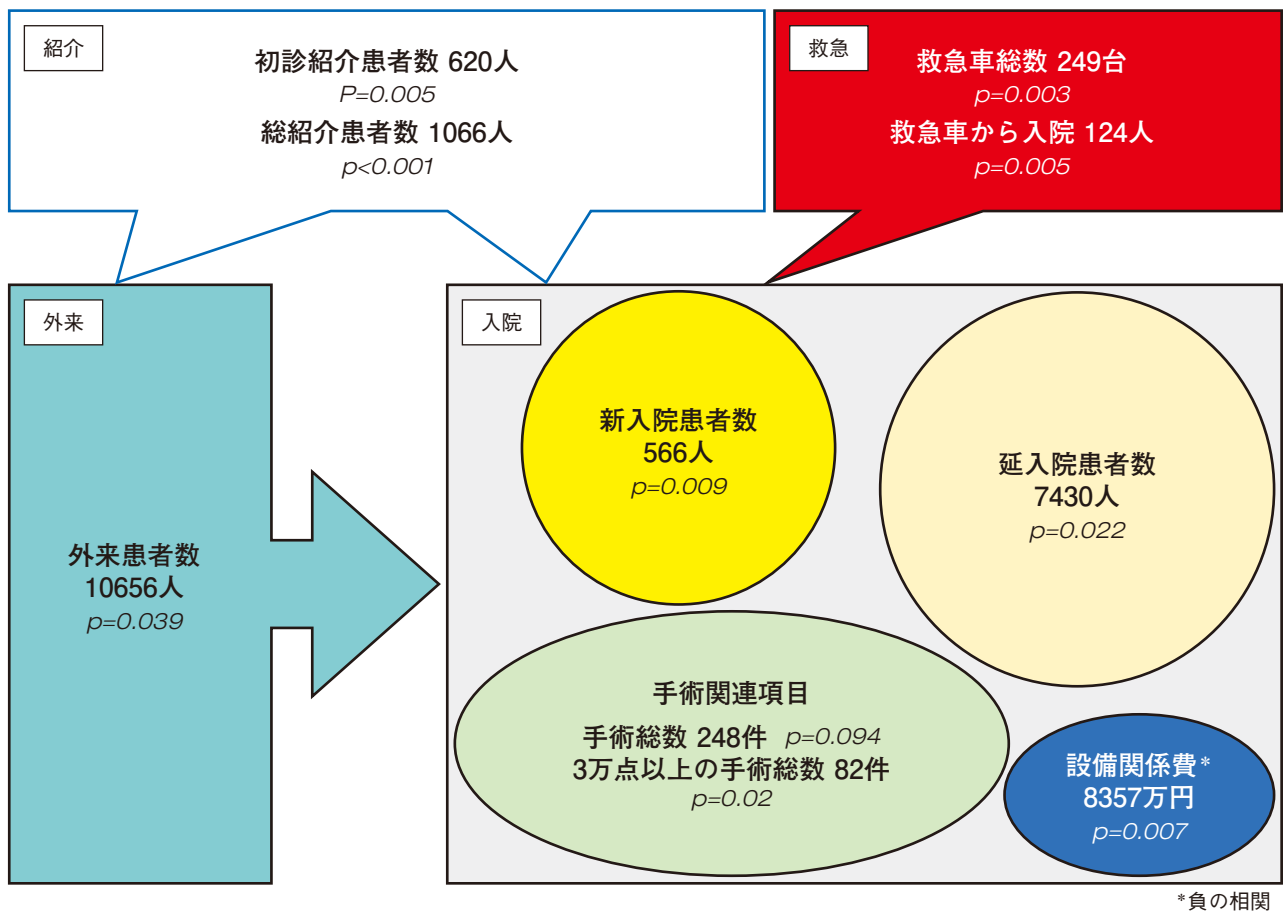 紹介
初診紹介患者数 620人
P=0.005
総紹介患者数 1066人
p<0.001
救急
救急車総数 249台
p=0.003
救急車から入院 124人
p=0.005
外来
外来患者数
10656人
p=0.039
入院
新入院患者数
566人
p=0.009
延入院患者数
7430人
p=0.022
手術関連項目
手術総数 248件 p=0.094
3万点以上の手術総数 82件
p=0.02
設備関係費*
8357万円
p=0.007
*負の相関